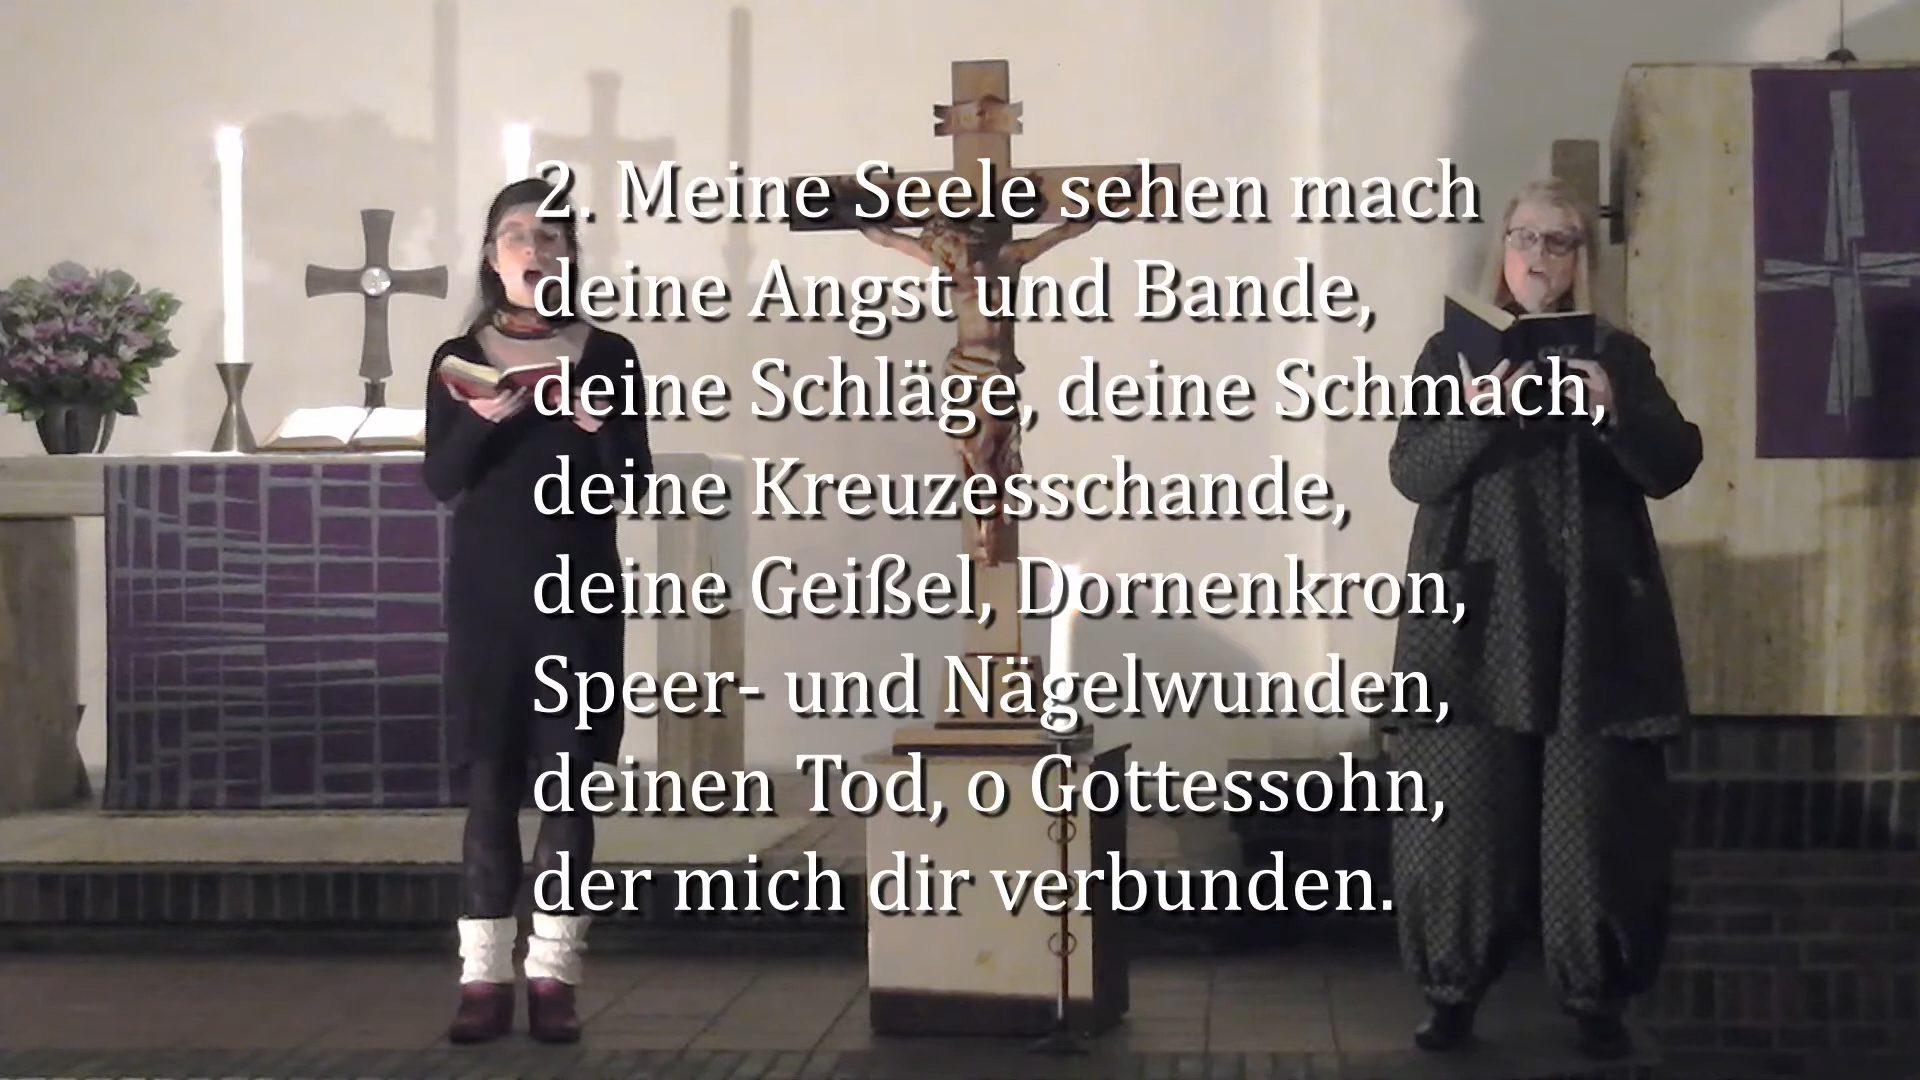 2. Meine Seele sehen mach
deine Angst und Bande,
deine Schläge, deine Schmach,
deine Kreuzesschande,
deine Geißel, Dornenkron,
Speer- und Nägelwunden,
deinen Tod, o Gottessohn,
der mich dir verbunden.